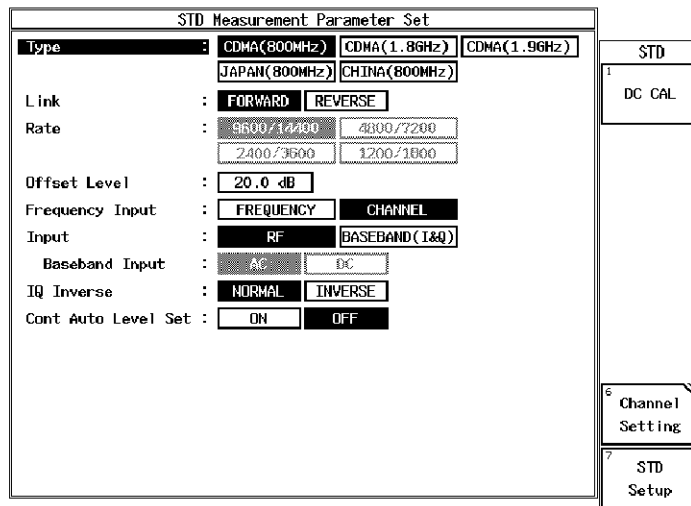 STD Measurement Parameter Set
Type : CDMA(800MHz) CDMA(1.8GHz) CDMA(1.9GHz)
JAPAN(800MHz) CHINA(800MHz)
Link : FORWARD REVERSE
Rate : 9600/14400 4800/7200
2400/3600 1200/1800
Offset Level : 20.0 dB
Frequency Input : FREQUENCY CHANNEL
Input : RF BASEBAND(I&Q)
Baseband Input : AC DC
IQ Inverse : NORMAL INVERSE
Cont Auto Level Set : ON OFF
STD
1
DC CAL
6
Channel
Setting
7
STD
Setup